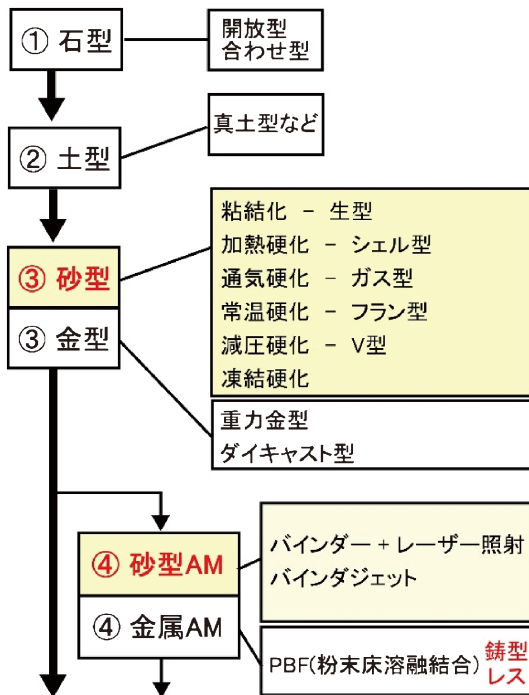 ① 石型
開放型
合わせ型
② 土型
真土型など
③ 砂型
粘結化 － 生型
加熱硬化 － シェル型
通気硬化 － ガス型
常温硬化 － フラン型
減圧硬化 － V型
凍結硬化
③ 金型
重力金型
ダイキャスト型
④ 砂型AM
バインダー + レーザー照射
バインダジェット
④ 金属AM
PBF(粉末床溶融結合) 鋳型
レス